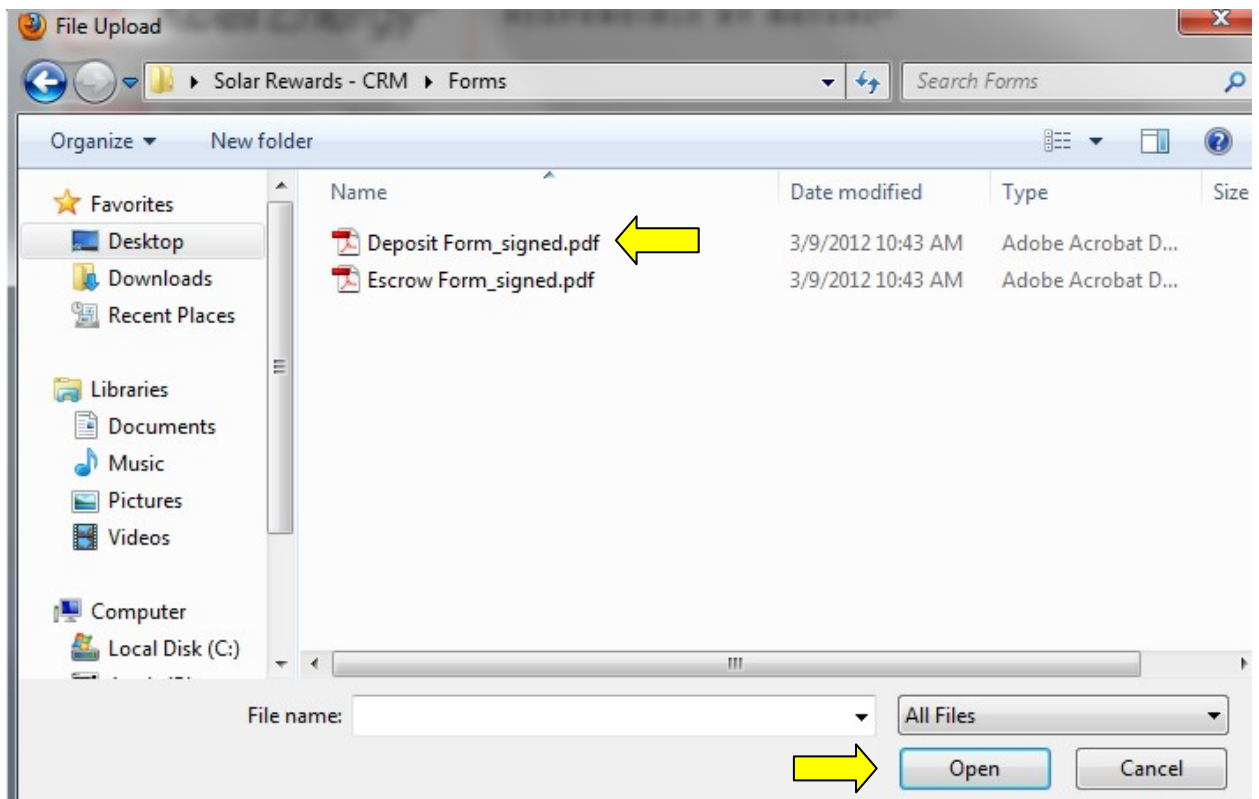 File Upload
Solar Rewards - CRM Forms
Search Forms
Organize New folder
Name Date modified Type Size
Favorites
Desktop
Downloads
Recent Places
Libraries
Documents
Music
Pictures
Videos
Computer
Local Disk (C:)
Deposit Form_signed.pdf 3/9/2012 10:43 AM Adobe Acrobat D...
Escrow Form_signed.pdf 3/9/2012 10:43 AM Adobe Acrobat D...
File name: All Files
Open Cancel